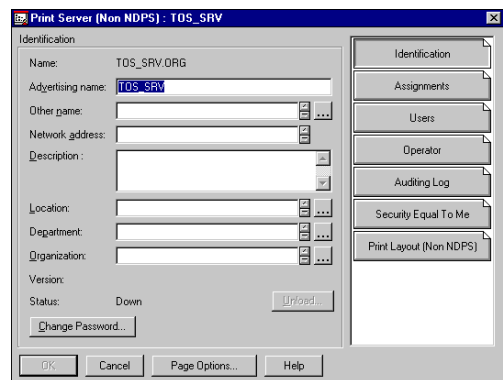 Print Server (Non NDPS) : TOS_SRV
Identification
Name: TOS_SRV.ORG
Advertising name: TOS_SRV
Other name:
Network address:
Description :
Location:
Department:
Organization:
Version:
Status: Down Unload...
Change Password...
OK Cancel Page Options... Help
Identification
Assignments
Users
Operator
Auditing Log
Security Equal To Me
Print Layout (Non NDPS)